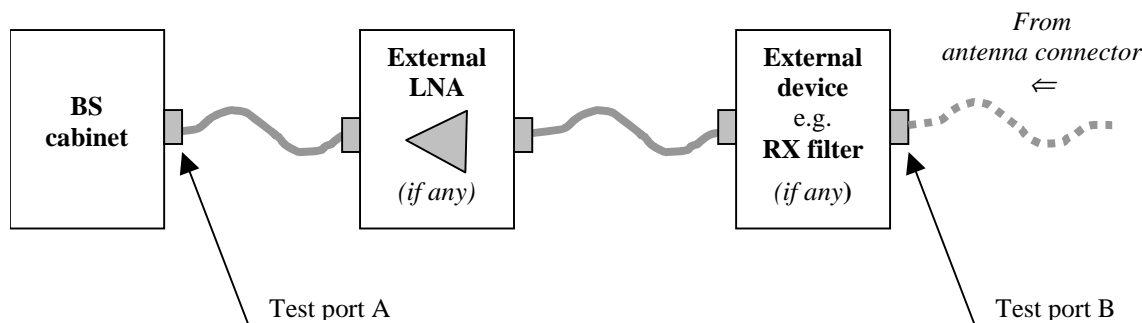 BS
cabinet
External
LNA
(if any)
External
device
e.g.
RX filter
(if any)
From
antenna connector
⇐
Test port A
Test port B